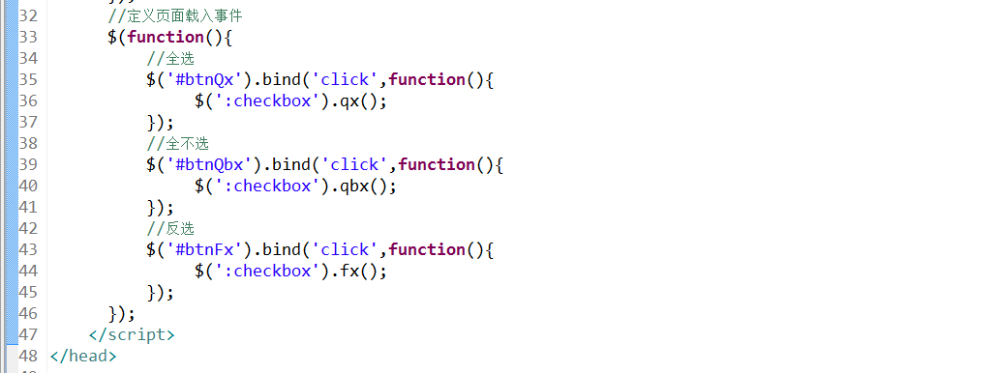 32 //定义页面载入事件
33 $(function(){
34 //全选
35 $('#btnQx').bind('click',function(){
36 $(':checkbox').qx();
37 });
38 //全不选
39 $('#btnQbx').bind('click',function(){
40 $(':checkbox').qbx();
41 });
42 //反选
43 $('#btnFx').bind('click',function(){
44 $(':checkbox').fx();
45 });
46 });
47 </script>
48 </head>